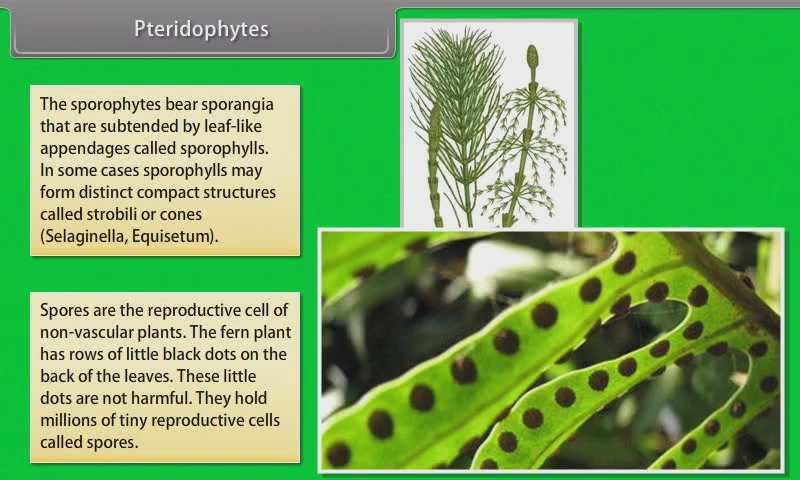 Pteridophytes
The sporophytes bear sporangia
that are subtended by leaf-like
appendages called sporophylls.
In some cases sporophylls may
form distinct compact structures
called strobili or cones
(Selaginella, Equisetum).
Spores are the reproductive cell of
non-vascular plants. The fern plant
has rows of little black dots on the
back of the leaves. These little
dots are not harmful. They hold
millions of tiny reproductive cells
called spores.